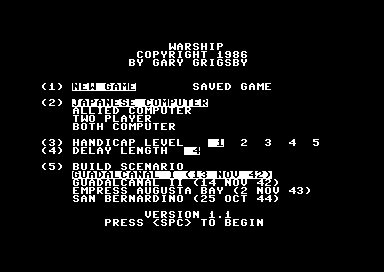 WARSHIP
COPYRIGHT 1986
BY GARY GRIGSBY
(1) NEW GAME SAVED GAME
(2) JAPANESE COMPUTER
ALLIED COMPUTER
TWO PLAYER
BOTH COMPUTER
(3) HANDICAP LEVEL 1 2 3 4 5
(4) DELAY LENGTH 4
(5) BUILD SCENARIO
GUADALCANAL I (13 NOV 42)
GUADALCANAL II (14 NOV 42)
EMPRESS AUGUSTA BAY (2 NOV 43)
SAN BERNARDINO (25 OCT 44)
VERSION 1.1
PRESS <SPC> TO BEGIN